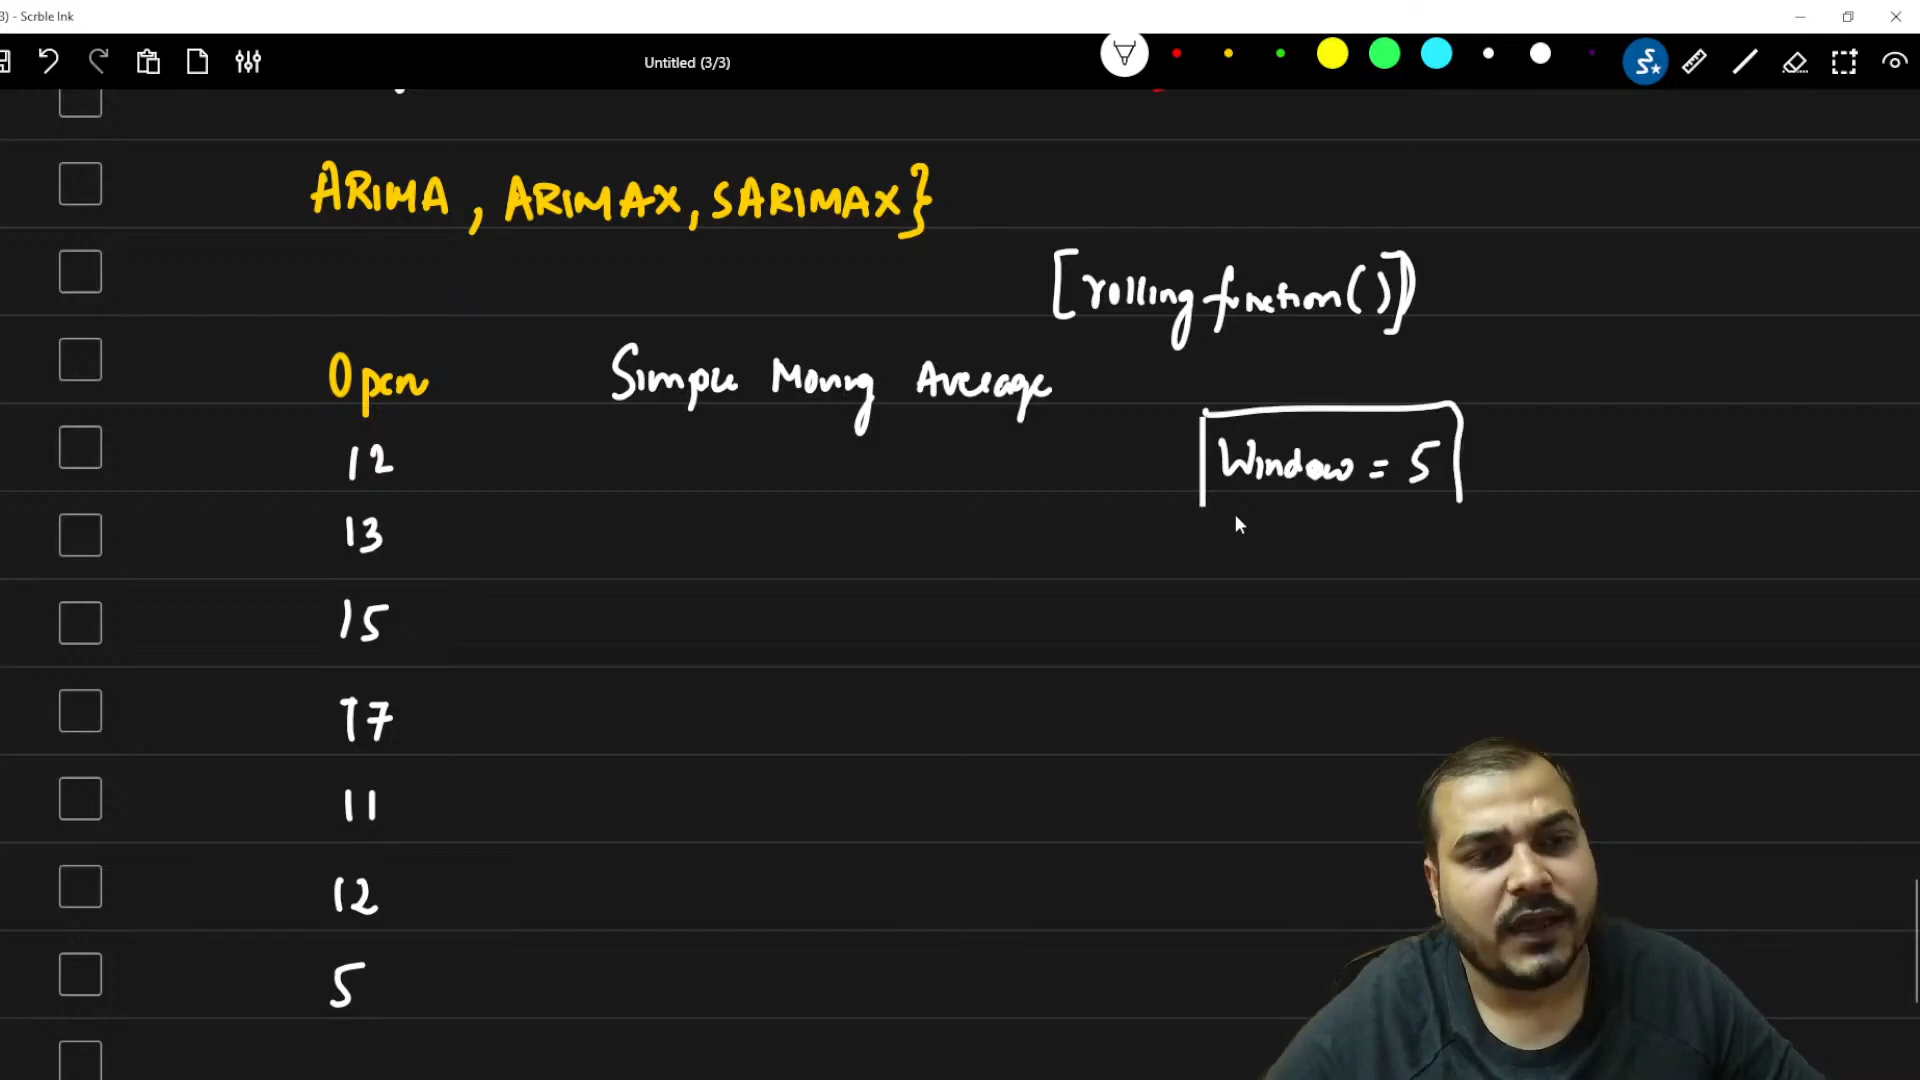 3) - Scrble Ink
Untitled (3/3)
ARIMA, ARIMAX, SARIMAX}
[rolling function()]
Open Simple Moving Average
12 Window = 5
13
15
17
11
12
5